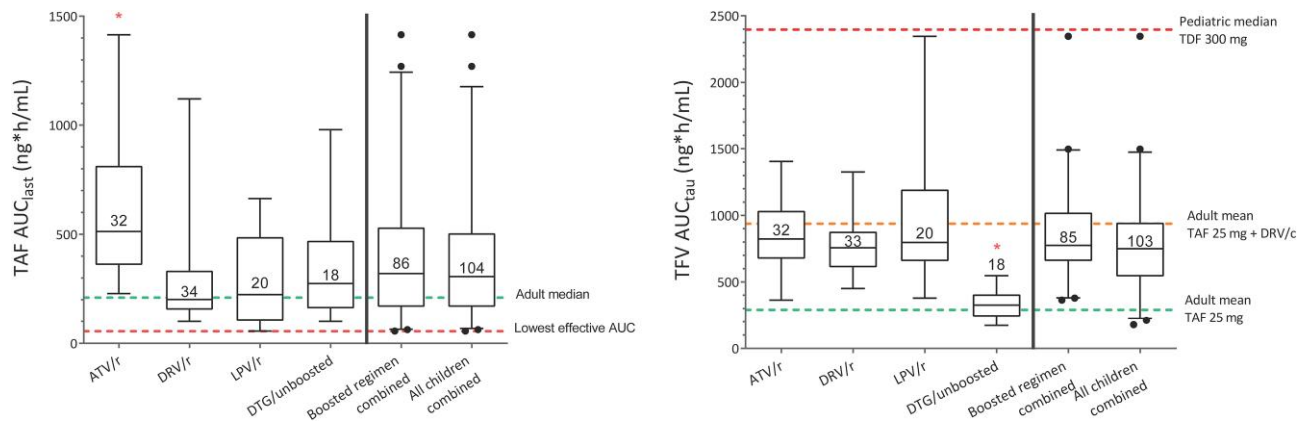 TAF AUClast (ng*h/mL)
1500
1000
500
0
*
32
34
20
18
86
104
Adult median
Lowest effective AUC
ATV/r
DRV/r
LPV/r
DTG/unboosted
Boosted regimen
combined
All children
combined
TFV AUCtau (ng*h/mL)
2500
2000
1500
1000
500
0
32
33
20
*
18
85
103
Pediatric median
TDF 300 mg
Adult mean
TAF 25 mg + DRV/c
Adult mean
TAF 25 mg
ATV/r
DRV/r
LPV/r
DTG/unboosted
Boosted regimen
combined
All children
combined